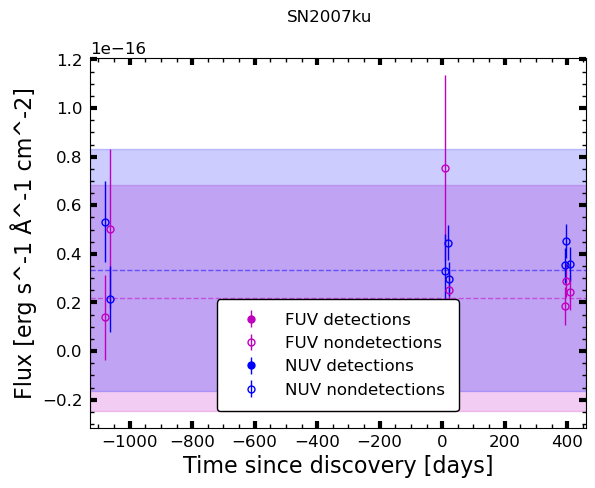 SN2007ku
1e−16
1.2
1.0
0.8
0.6
0.4
0.2
0.0
−0.2
Flux [erg s^-1 Å^-1 cm^-2]
FUV detections
FUV nondetections
NUV detections
NUV nondetections
−1000 −800 −600 −400 −200 0 200 400
Time since discovery [days]